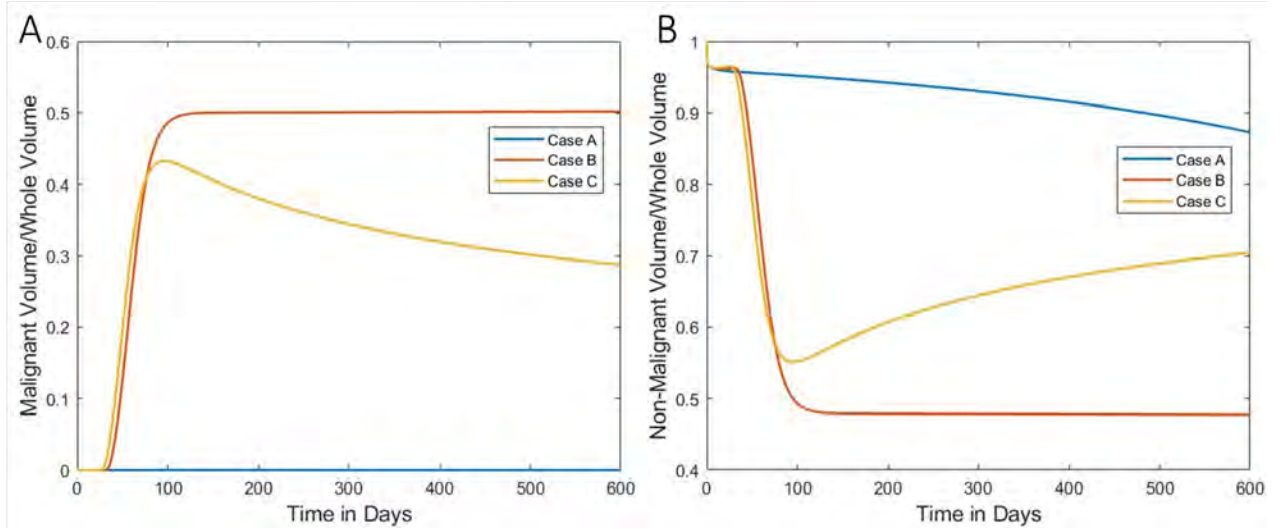 A
Malignant Volume/Whole Volume
0.6
0.5
0.4
0.3
0.2
0.1
0
0 100 200 300 400 500 600
Time in Days
Case A
Case B
Case C
B
Non-Malignant Volume/Whole Volume
1
0.9
0.8
0.7
0.6
0.5
0.4
0 100 200 300 400 500 600
Time in Days
Case A
Case B
Case C